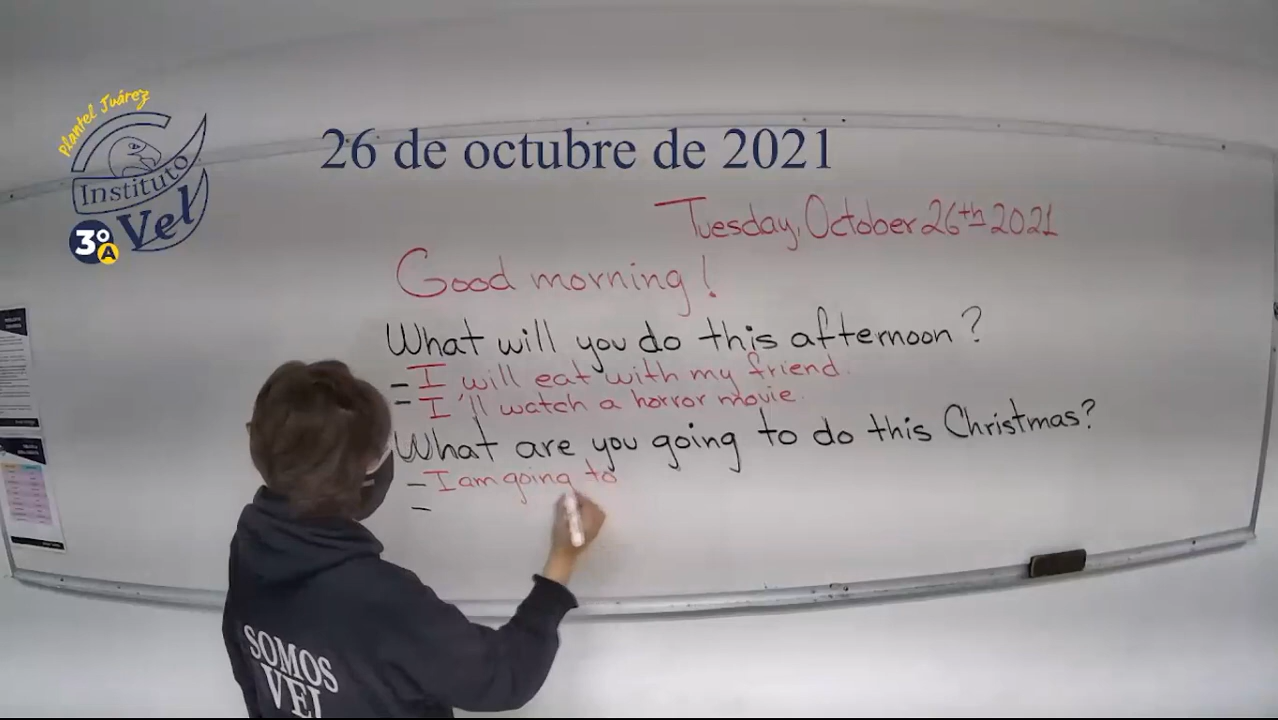 Plantel Juárez
Instituto
Vel
3º A
26 de octubre de 2021
Tuesday, October 26th 2021
Good morning!
What will you do this afternoon?
- I will eat with my friend.
- I'll watch a horror movie.
What are you going to do this Christmas?
- I am going to
-
SOMOS
VEL